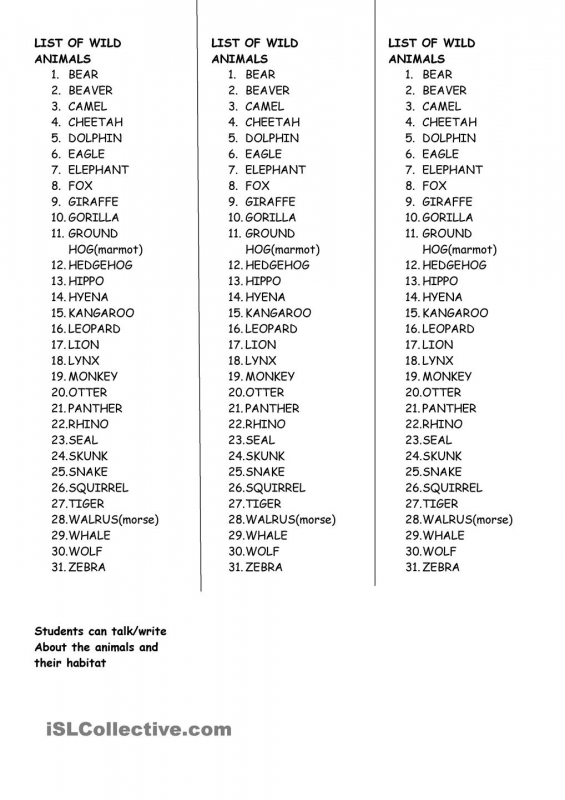 LIST OF WILD
ANIMALS
1. BEAR
2. BEAVER
3. CAMEL
4. CHEETAH
5. DOLPHIN
6. EAGLE
7. ELEPHANT
8. FOX
9. GIRAFFE
10. GORILLA
11. GROUND
HOG(marmot)
12. HEDGEHOG
13. HIPPO
14. HYENA
15. KANGAROO
16. LEOPARD
17. LION
18. LYNX
19. MONKEY
20. OTTER
21. PANTHER
22. RHINO
23. SEAL
24. SKUNK
25. SNAKE
26. SQUIRREL
27. TIGER
28. WALRUS(morse)
29. WHALE
30. WOLF
31. ZEBRA
Students can talk/write
About the animals and
their habitat
LIST OF WILD
ANIMALS
1. BEAR
2. BEAVER
3. CAMEL
4. CHEETAH
5. DOLPHIN
6. EAGLE
7. ELEPHANT
8. FOX
9. GIRAFFE
10. GORILLA
11. GROUND
HOG(marmot)
12. HEDGEHOG
13. HIPPO
14. HYENA
15. KANGAROO
16. LEOPARD
17. LION
18. LYNX
19. MONKEY
20. OTTER
21. PANTHER
22. RHINO
23. SEAL
24. SKUNK
25. SNAKE
26. SQUIRREL
27. TIGER
28. WALRUS(morse)
29. WHALE
30. WOLF
31. ZEBRA
LIST OF WILD
ANIMALS
1. BEAR
2. BEAVER
3. CAMEL
4. CHEETAH
5. DOLPHIN
6. EAGLE
7. ELEPHANT
8. FOX
9. GIRAFFE
10. GORILLA
11. GROUND
HOG(marmot)
12. HEDGEHOG
13. HIPPO
14. HYENA
15. KANGAROO
16. LEOPARD
17. LION
18. LYNX
19. MONKEY
20. OTTER
21. PANTHER
22. RHINO
23. SEAL
24. SKUNK
25. SNAKE
26. SQUIRREL
27. TIGER
28. WALRUS(morse)
29. WHALE
30. WOLF
31. ZEBRA
iSLCollective.com